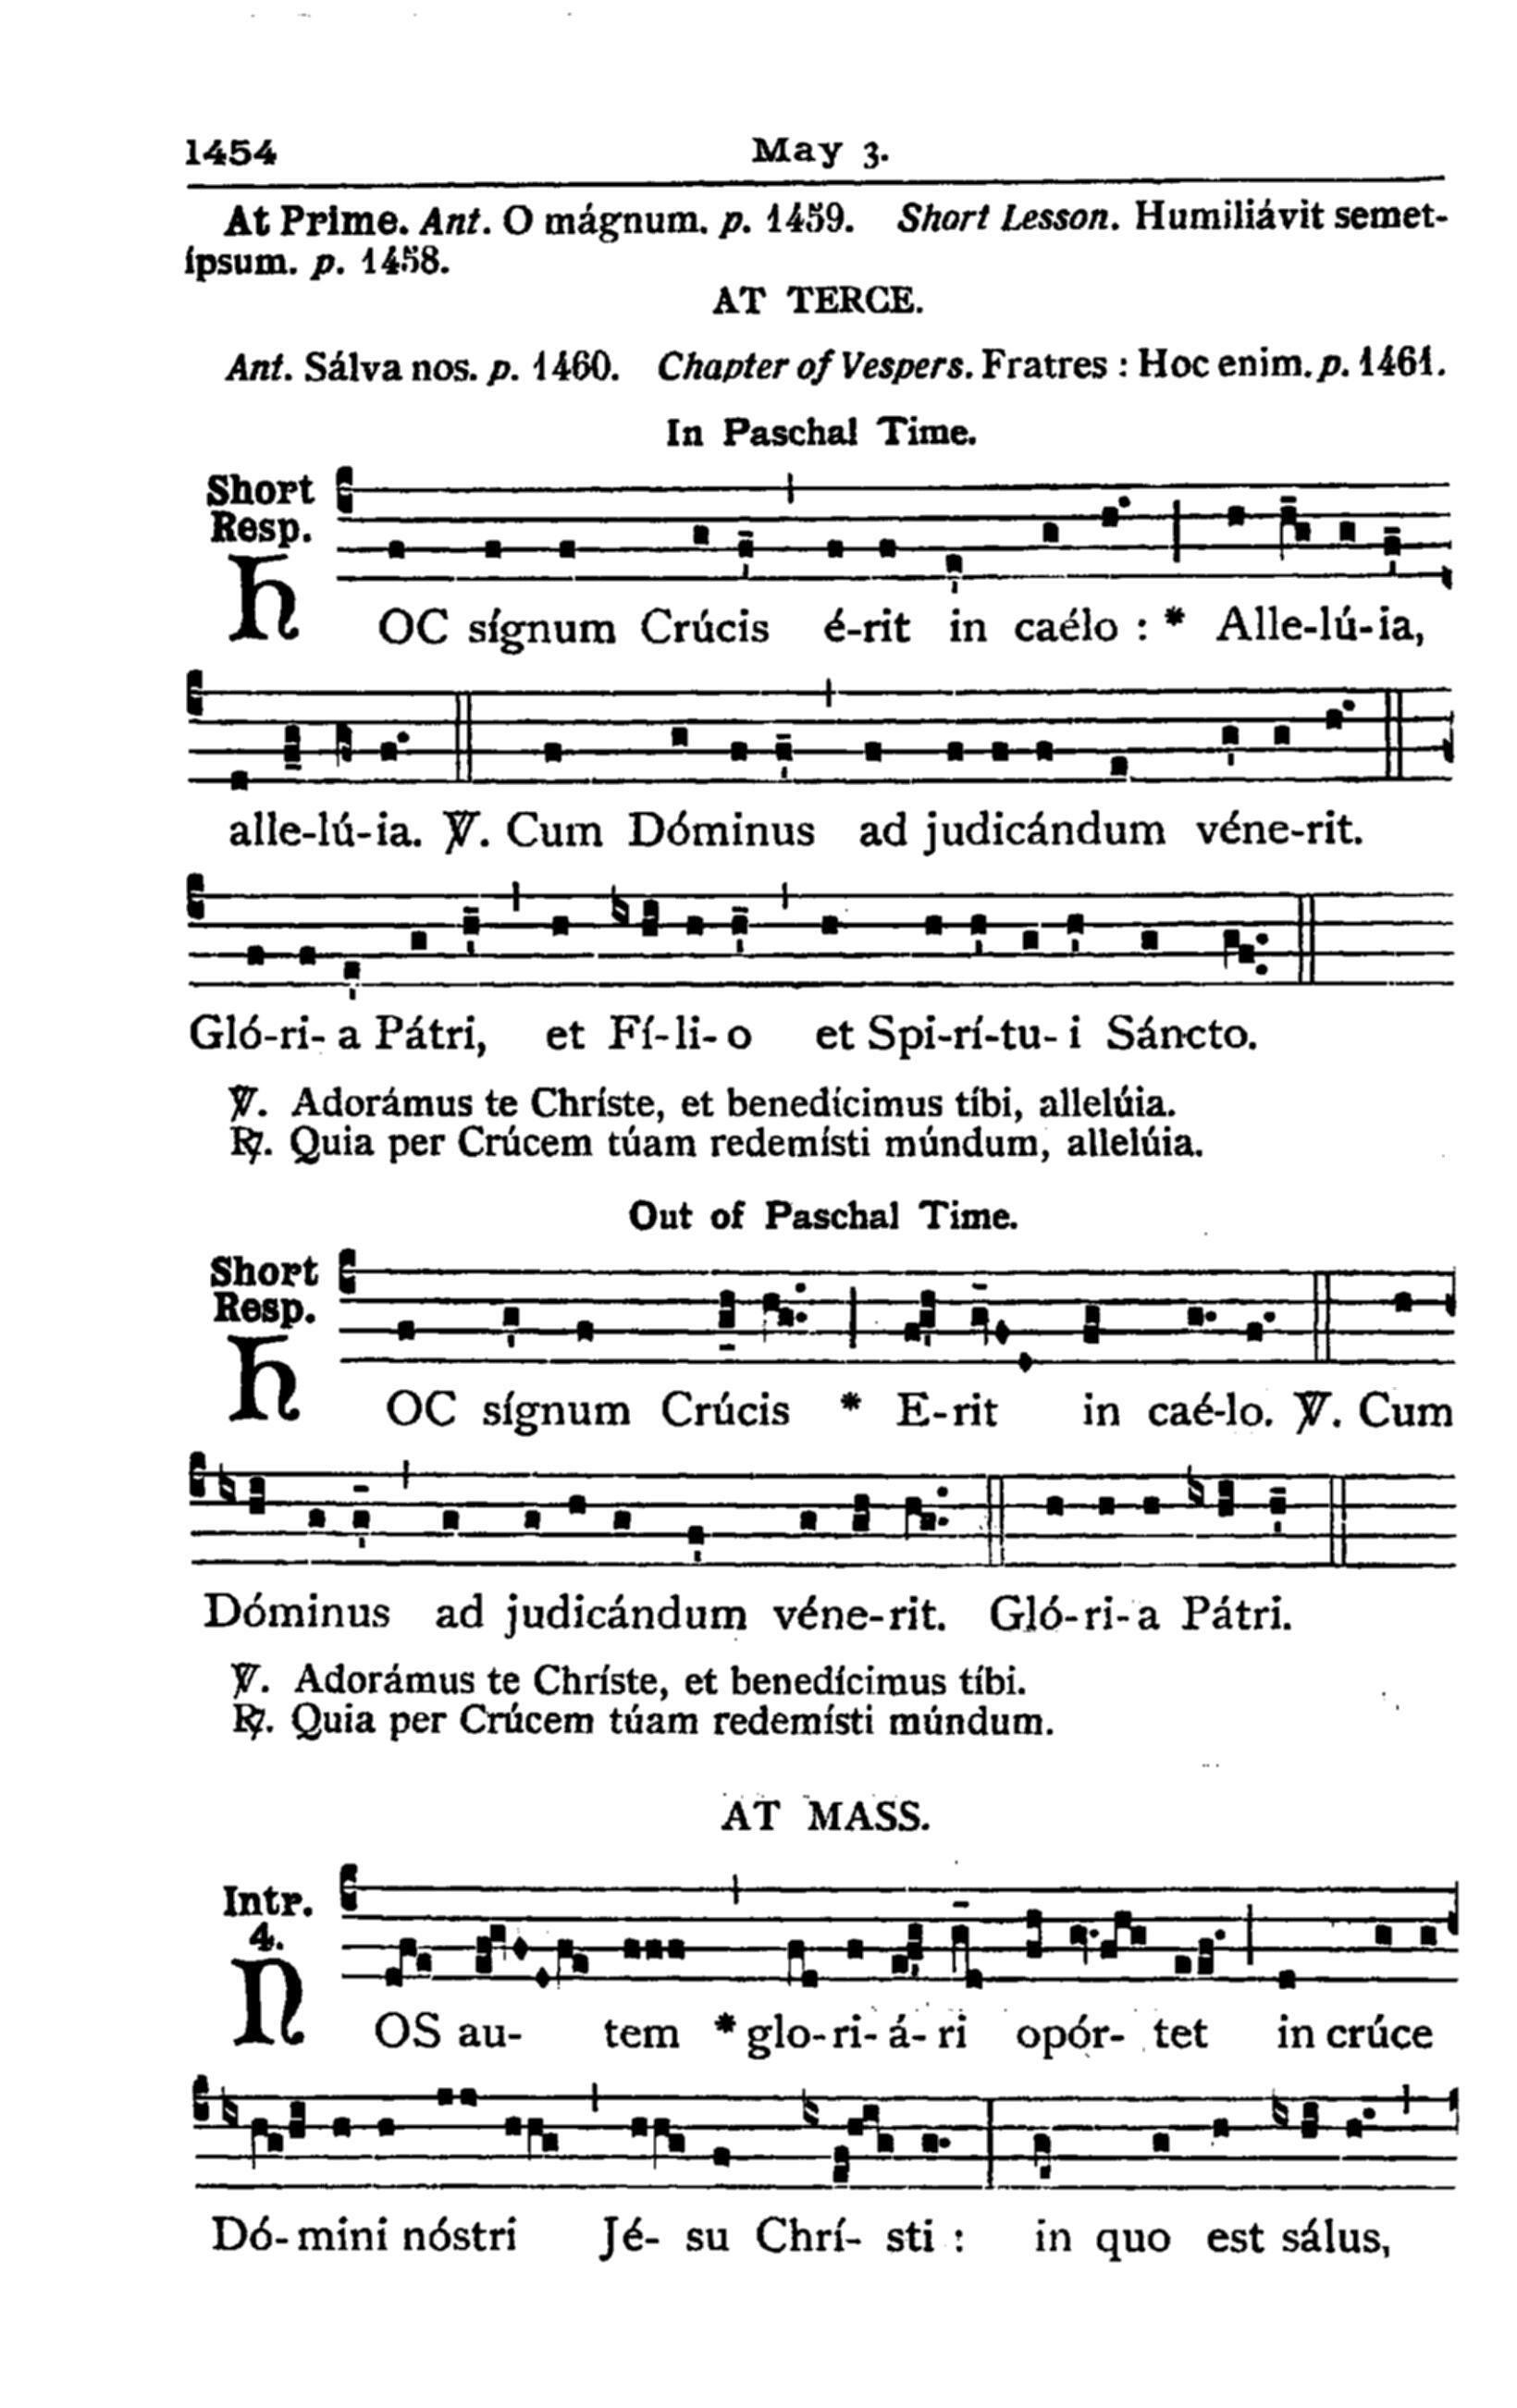 1454 May 3.
At Prime. Ant. O mágnum. p. 1459. Short Lesson. Humiliávit semet-
ípsum. p. 1458.
AT TERCE.
Ant. Sálva nos. p. 1460. Chapter of Vespers. Fratres : Hoc enim. p. 1461.
In Paschal Time.
Short
Resp.
HOC sígnum Crúcis é-rit in caélo : * Alle-lú-ia,
alle-lú-ia. ℣. Cum Dóminus ad judicándum véne-rit.
Gló-ri- a Pátri, et Fí-li- o et Spi-rí-tu- i Sáncto.
℣. Adorámus te Chríste, et benedícimus tíbi, allelúia.
℟. Quia per Crúcem túam redemísti múndum, allelúia.
Out of Paschal Time.
Short
Resp.
HOC sígnum Crúcis * E-rit in caé-lo. ℣. Cum
Dóminus ad judicándum véne-rit. Gló-ri-a Pátri.
℣. Adorámus te Chríste, et benedícimus tíbi.
℟. Quia per Crúcem túam redemísti múndum.
AT MASS.
Intr.
4.
NOS au- tem * glo-ri- á- ri opór- tet in crúce
Dó-mini nóstri Jé- su Chrí- sti : in quo est sálus,